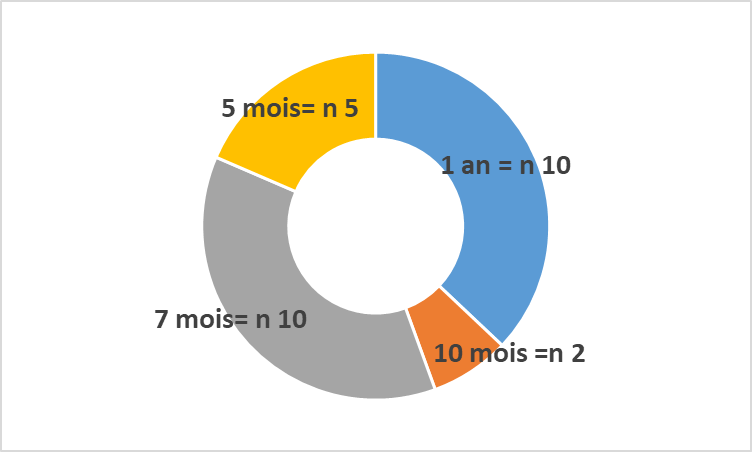 5 mois= n 5
1 an = n 10
7 mois= n 10
10 mois =n 2